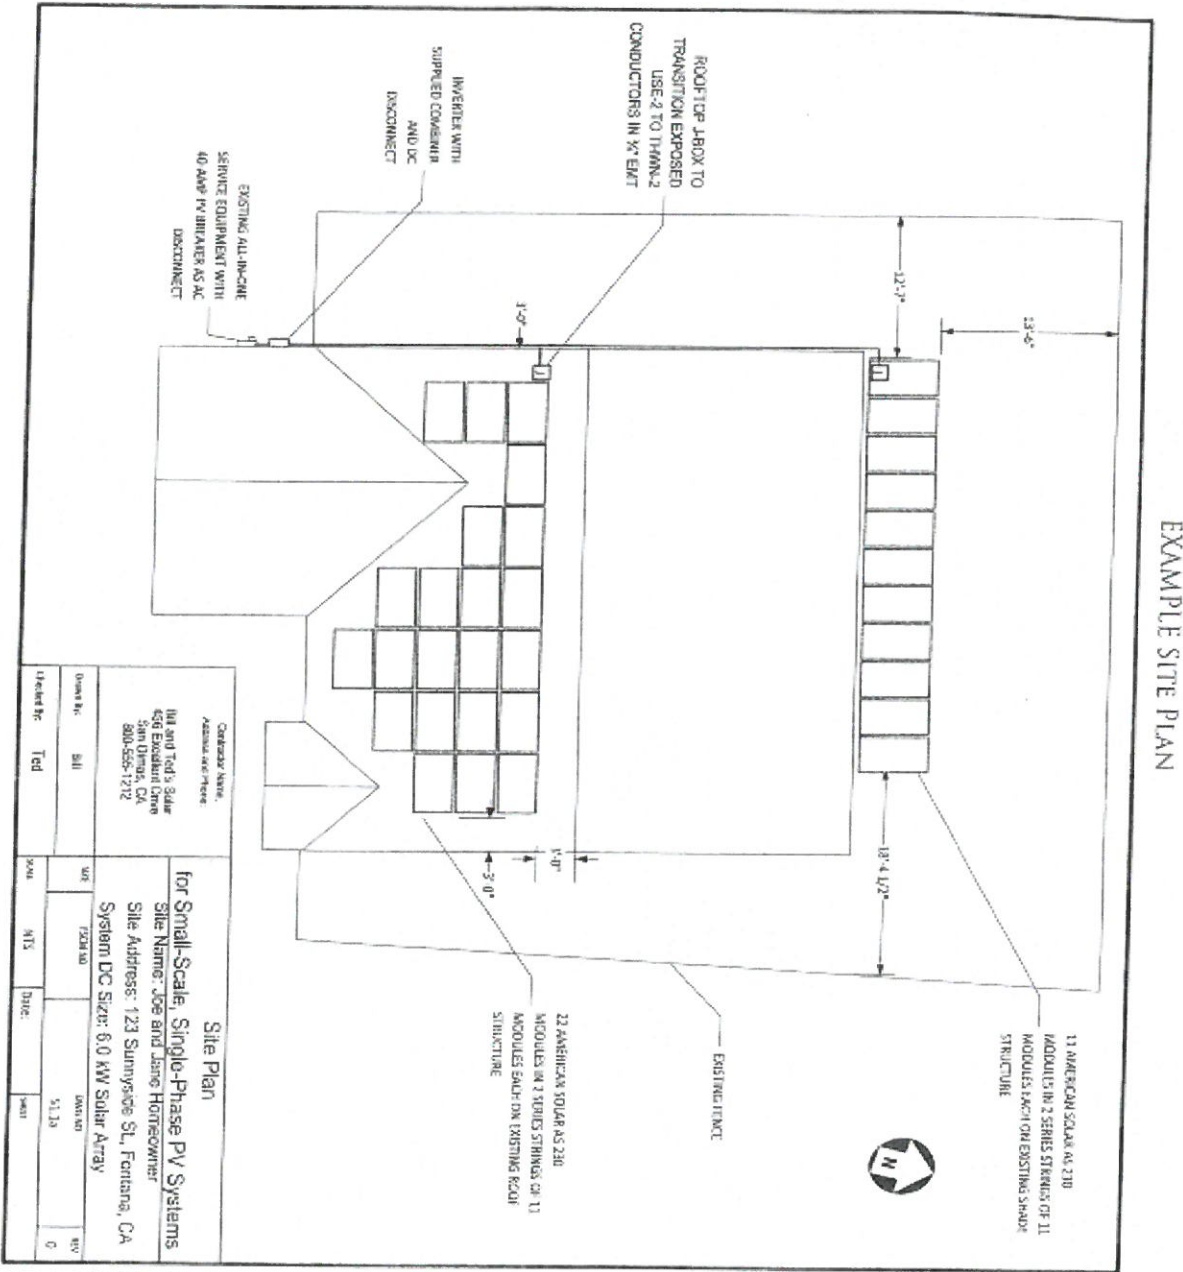 EXAMPLE SITE PLAN
ROOFTOP J-BOX TO
TRANSITION EXPOSED
USE-2 TO THWN-2
CONDUCTORS IN ¾" EMT
INVERTER WITH
SUPPLIED COMBINER
AND DC
DISCONNECT
EXISTING ALL-IN-ONE
SERVICE EQUIPMENT WITH
40-AMP PV BREAKER AS AC
DISCONNECT
12'-7"
13'-6"
3'-0"
J
J
18'-4 1/2"
3'-0"
3'-0"
11 AMERICAN SOLAR AS 230
MODULES IN 2 SERIES STRINGS OF 11
MODULES EACH ON EXISTING SHADE
STRUCTURE
N
EXISTING FENCE
22 AMERICAN SOLAR AS 230
MODULES IN 2 SERIES STRINGS OF 11
MODULES EACH ON EXISTING ROOF
STRUCTURE
Contractor Name,
Address and Phone:
Bill and Ted's Solar
456 Excellent Drive
San Dimas, CA
800-555-1212
Drawn By: Bill
Checked By: Ted
Site Plan
for Small-Scale, Single-Phase PV Systems
Site Name: Joe and Jane Homeowner
Site Address: 123 Sunnyside St., Fontana, CA
System DC Size: 6.0 kW Solar Array
SIZE
FSCM NO
DWG NO
REV
S1.1a
0
SCALE
NTS
Date:
SHEET